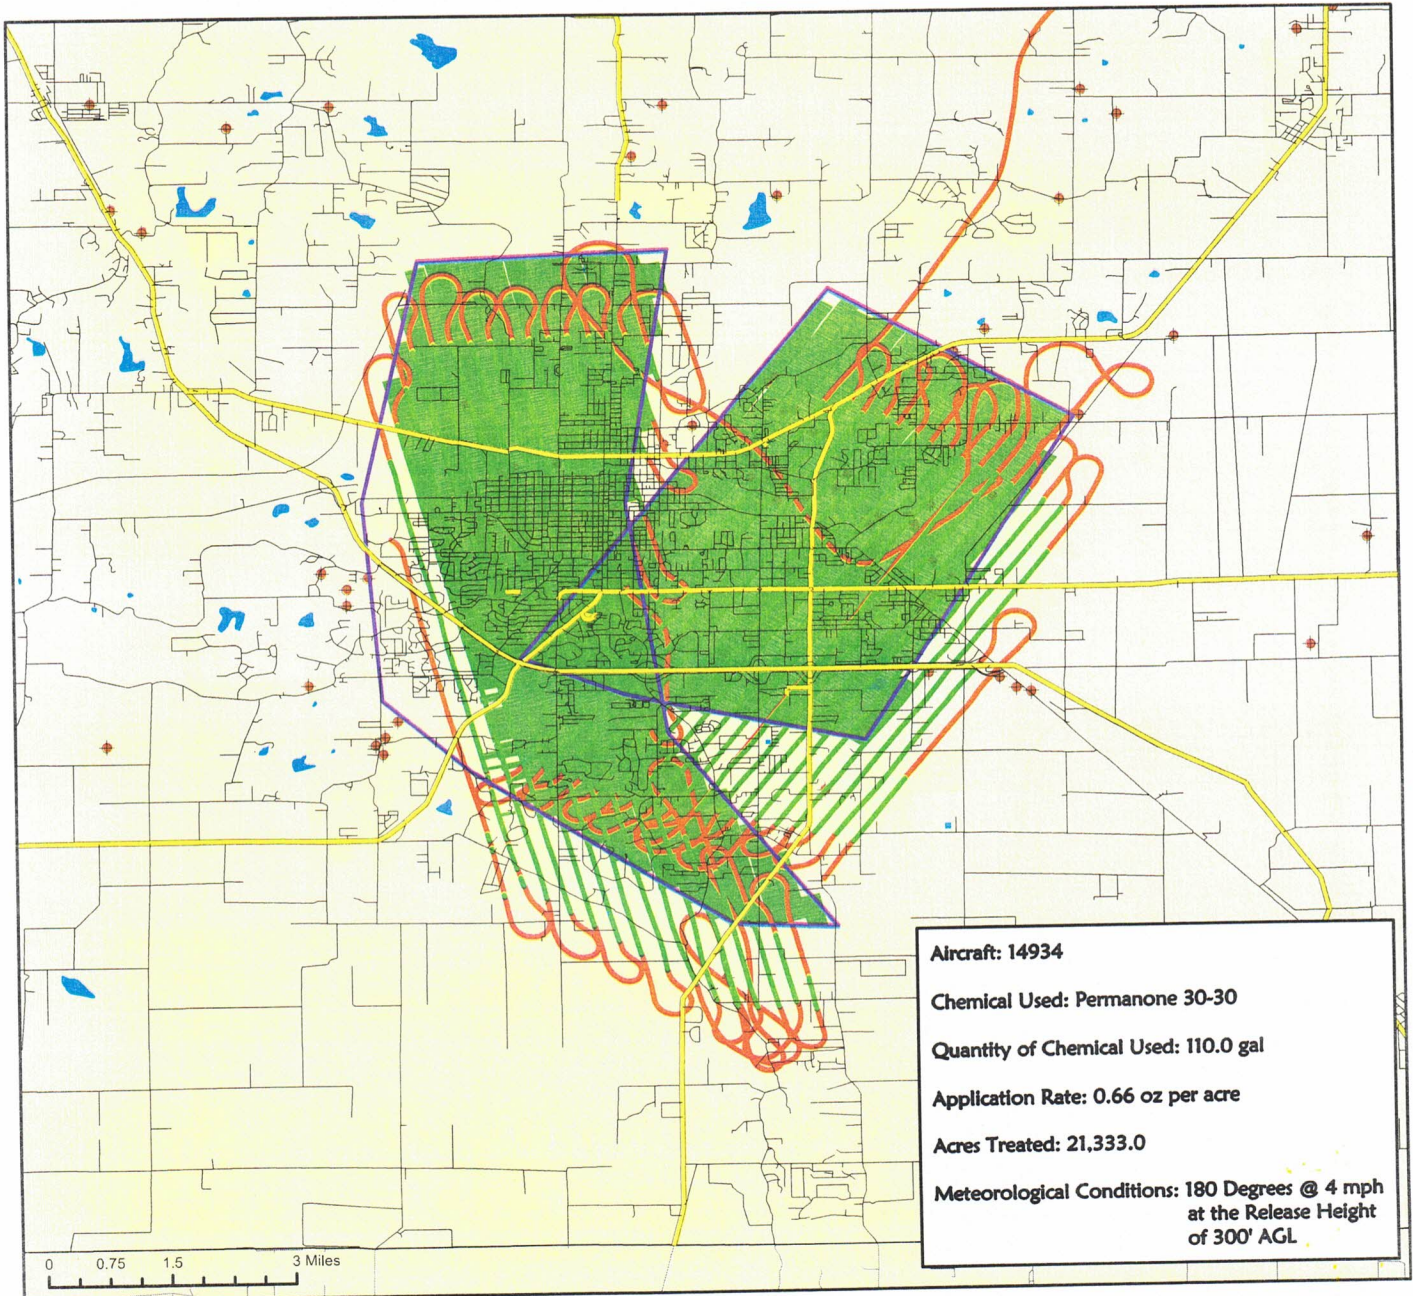 Aircraft: 14934
Chemical Used: Permanone 30-30
Quantity of Chemical Used: 110.0 gal
Application Rate: 0.66 oz per acre
Acres Treated: 21,333.0
Meteorological Conditions: 180 Degrees @ 4 mph
at the Release Height
of 300' AGL
0 0.75 1.5 3 Miles